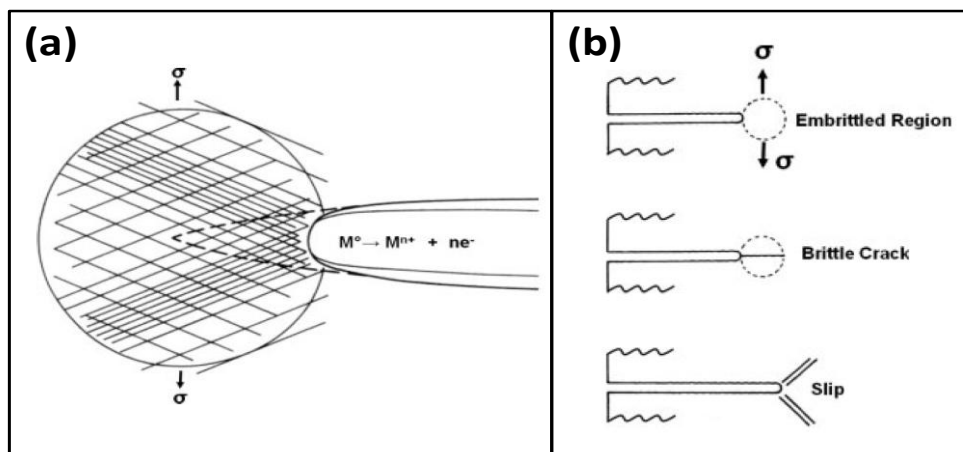 (a)
σ
M° → Mⁿ⁺ + ne⁻
σ
(b)
σ
Embrittled Region
σ
Brittle Crack
Slip